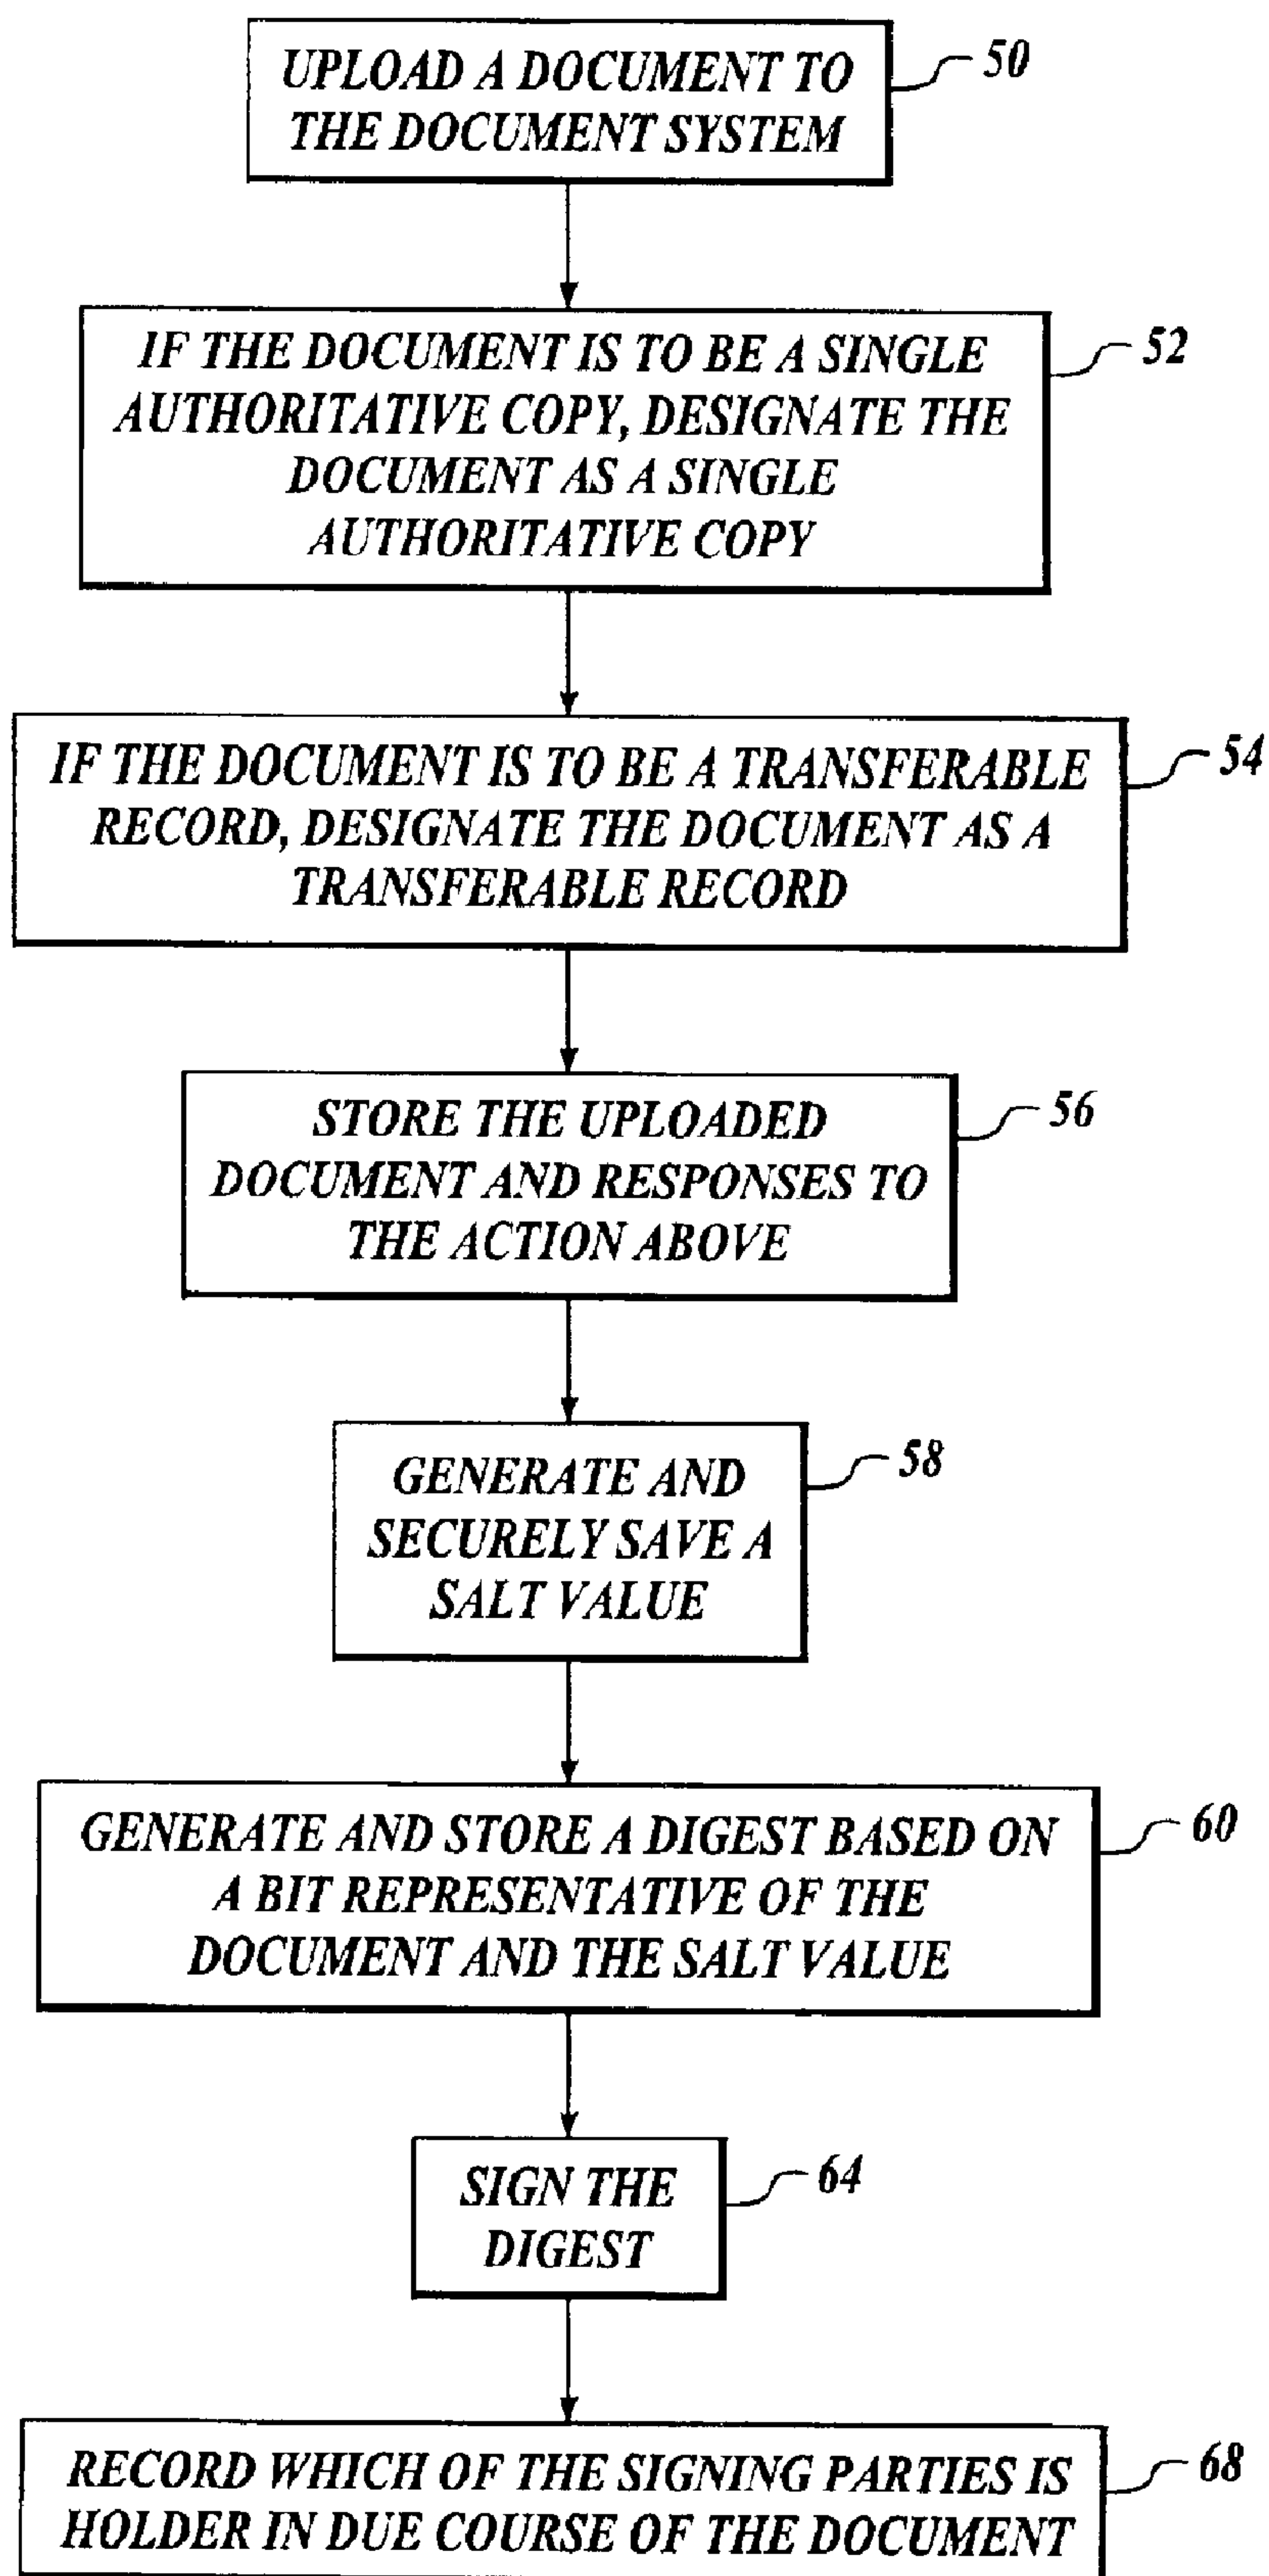 UPLOAD A DOCUMENT TO
THE DOCUMENT SYSTEM
50
IF THE DOCUMENT IS TO BE A SINGLE
AUTHORITATIVE COPY, DESIGNATE THE
DOCUMENT AS A SINGLE
AUTHORITATIVE COPY
52
IF THE DOCUMENT IS TO BE A TRANSFERABLE
RECORD, DESIGNATE THE DOCUMENT AS A
TRANSFERABLE RECORD
54
STORE THE UPLOADED
DOCUMENT AND RESPONSES TO
THE ACTION ABOVE
56
GENERATE AND
SECURELY SAVE A
SALT VALUE
58
GENERATE AND STORE A DIGEST BASED ON
A BIT REPRESENTATIVE OF THE
DOCUMENT AND THE SALT VALUE
60
SIGN THE
DIGEST
64
RECORD WHICH OF THE SIGNING PARTIES IS
HOLDER IN DUE COURSE OF THE DOCUMENT
68